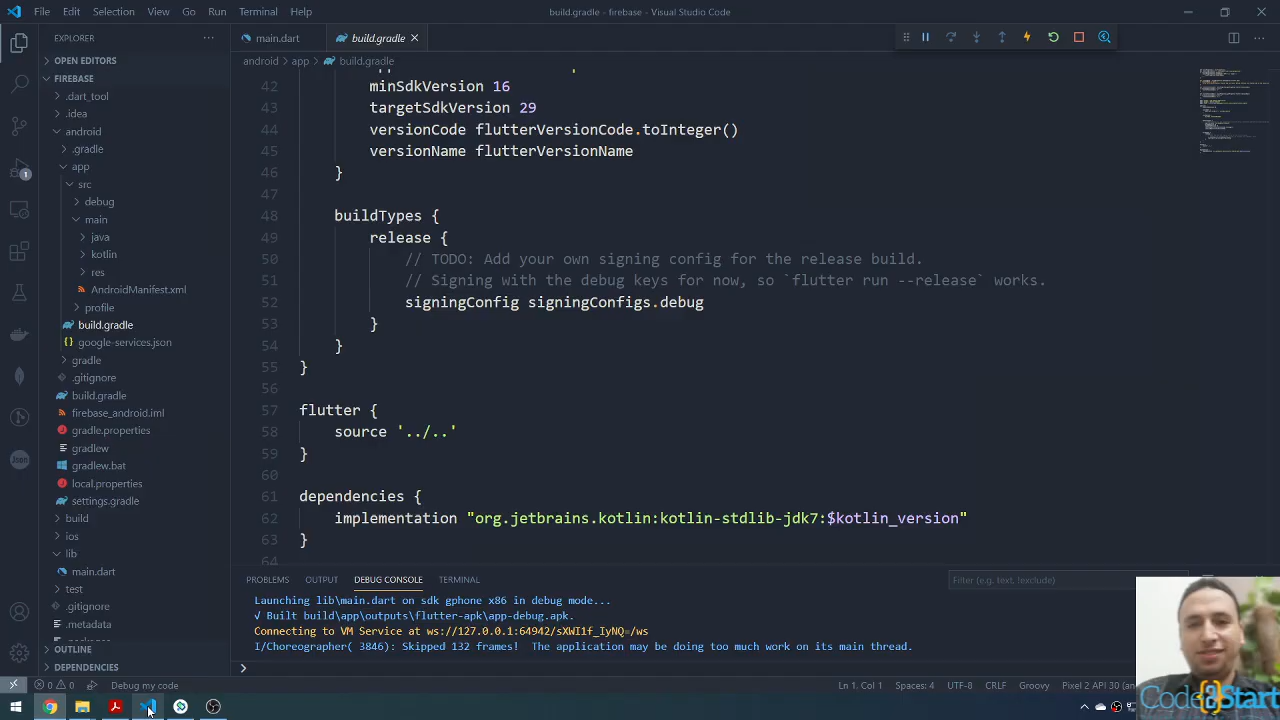 File
Edit
Selection
View
Go
Run
Terminal
Help
build.gradle - firebase - Visual Studio Code
EXPLORER
main.dart
build.gradle
OPEN EDITORS
android
app
build.gradle
FIREBASE
.dart_tool
.idea
android
.gradle
app
src
debug
main
java
kotlin
res
AndroidManifest.xml
profile
build.gradle
google-services.json
gradle
.gitignore
build.gradle
firebase_android.iml
gradle.properties
gradlew
gradlew.bat
local.properties
settings.gradle
build
ios
lib
main.dart
test
.gitignore
.metadata
OUTLINE
DEPENDENCIES
1
Json
42 minSdkVersion 16
43 targetSdkVersion 29
44 versionCode flutterVersionCode.toInteger()
45 versionName flutterVersionName
46 }
47
48 buildTypes {
49 release {
50 // TODO: Add your own signing config for the release build.
51 // Signing with the debug keys for now, so `flutter run --release` works.
52 signingConfig signingConfigs.debug
53 }
54 }
55 }
56
57 flutter {
58 source '../..'
59 }
60
61 dependencies {
62 implementation "org.jetbrains.kotlin:kotlin-stdlib-jdk7:$kotlin_version"
63 }
64
PROBLEMS
OUTPUT
DEBUG CONSOLE
TERMINAL
Filter (e.g. text, !exclude)
Launching lib\main.dart on sdk gphone x86 in debug mode...
√ Built build\app\outputs\flutter-apk\app-debug.apk.
Connecting to VM Service at ws://127.0.0.1:64942/sXWI1f_IyNQ=/ws
I/Choreographer( 3846): Skipped 132 frames!  The application may be doing too much work on its main thread.
0
0
Debug my code
Ln 1, Col 1
Spaces: 4
UTF-8
CRLF
Groovy
Pixel 2 API 30
Code2Start